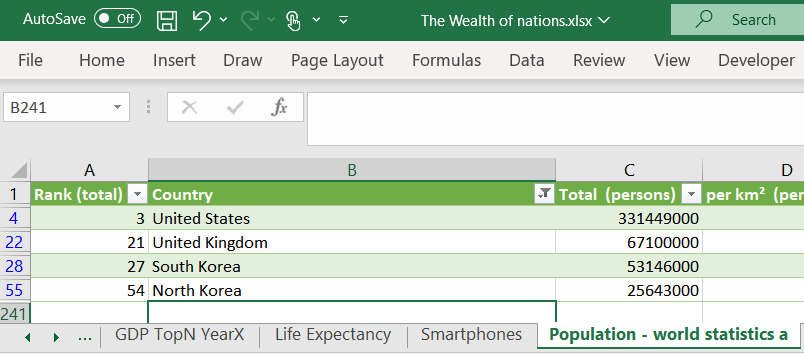 AutoSave Off The Wealth of nations.xlsx Search
File Home Insert Draw Page Layout Formulas Data Review View Developer
B241 fx
A B C D
1 Rank (total) Country Total (persons) per km² (per
4 3 United States 331449000
22 21 United Kingdom 67100000
28 27 South Korea 53146000
55 54 North Korea 25643000
241
... GDP TopN YearX Life Expectancy Smartphones Population - world statistics a